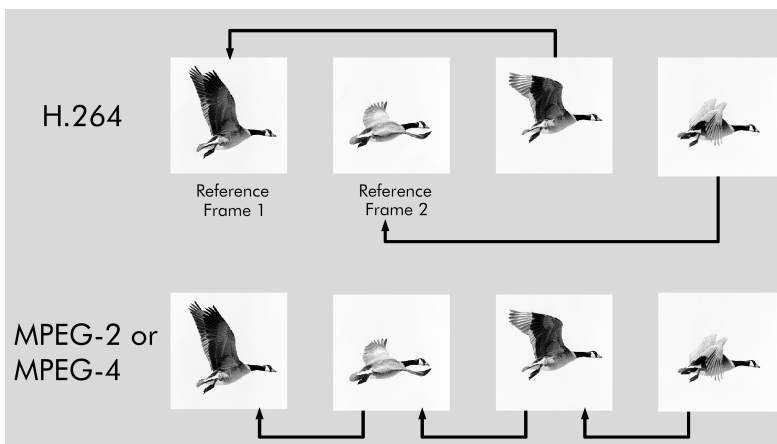 H.264
Reference
Frame 1
Reference
Frame 2
MPEG-2 or
MPEG-4